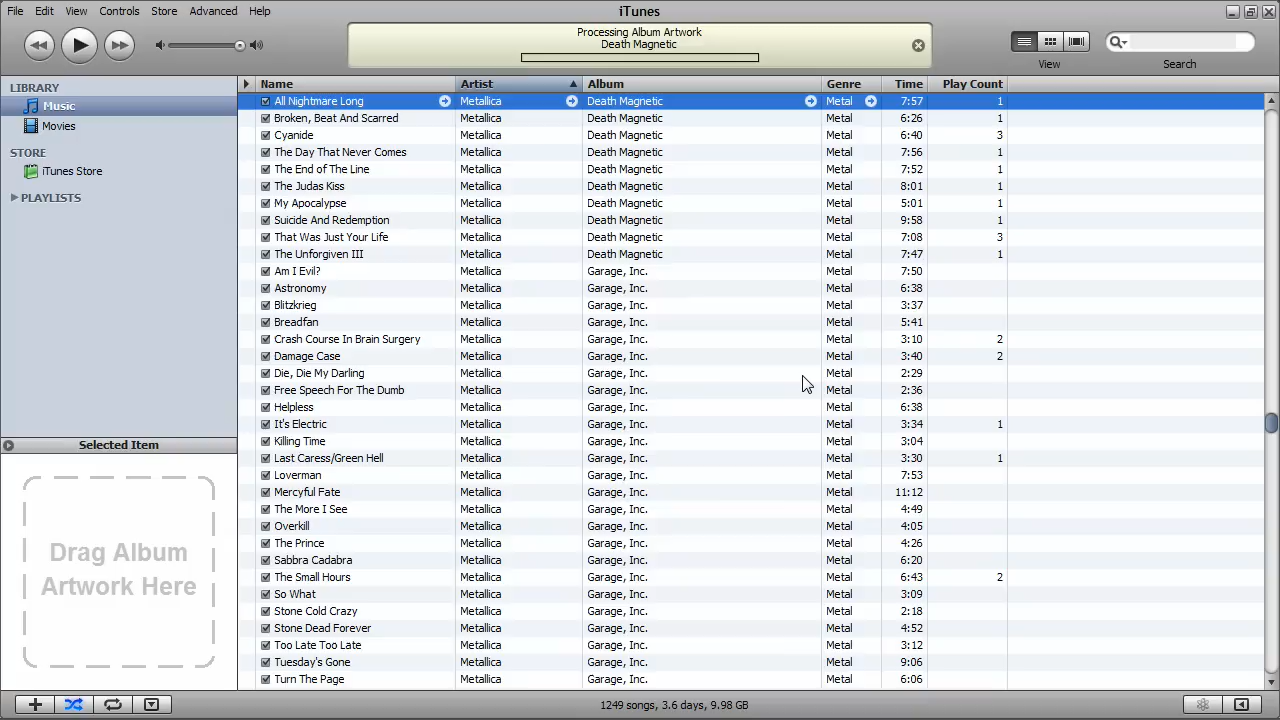 File Edit View Controls Store Advanced Help
iTunes
Processing Album Artwork
Death Magnetic
View
Search
LIBRARY
Music
Movies
STORE
iTunes Store
PLAYLISTS
Selected Item
Drag Album
Artwork Here
Name Artist Album Genre Time Play Count
All Nightmare Long Metallica Death Magnetic Metal 7:57 1
Broken, Beat And Scarred Metallica Death Magnetic Metal 6:26 1
Cyanide Metallica Death Magnetic Metal 6:40 3
The Day That Never Comes Metallica Death Magnetic Metal 7:56 1
The End of The Line Metallica Death Magnetic Metal 7:52 1
The Judas Kiss Metallica Death Magnetic Metal 8:01 1
My Apocalypse Metallica Death Magnetic Metal 5:01 1
Suicide And Redemption Metallica Death Magnetic Metal 9:58 1
That Was Just Your Life Metallica Death Magnetic Metal 7:08 3
The Unforgiven III Metallica Death Magnetic Metal 7:47 1
Am I Evil? Metallica Garage, Inc. Metal 7:50
Astronomy Metallica Garage, Inc. Metal 6:38
Blitzkrieg Metallica Garage, Inc. Metal 3:37
Breadfan Metallica Garage, Inc. Metal 5:41
Crash Course In Brain Surgery Metallica Garage, Inc. Metal 3:10 2
Damage Case Metallica Garage, Inc. Metal 3:40 2
Die, Die My Darling Metallica Garage, Inc. Metal 2:29
Free Speech For The Dumb Metallica Garage, Inc. Metal 2:36
Helpless Metallica Garage, Inc. Metal 6:38
It's Electric Metallica Garage, Inc. Metal 3:34 1
Killing Time Metallica Garage, Inc. Metal 3:04
Last Caress/Green Hell Metallica Garage, Inc. Metal 3:30 1
Loverman Metallica Garage, Inc. Metal 7:53
Mercyful Fate Metallica Garage, Inc. Metal 11:12
The More I See Metallica Garage, Inc. Metal 4:49
Overkill Metallica Garage, Inc. Metal 4:05
The Prince Metallica Garage, Inc. Metal 4:26
Sabbra Cadabra Metallica Garage, Inc. Metal 6:20
The Small Hours Metallica Garage, Inc. Metal 6:43 2
So What Metallica Garage, Inc. Metal 3:09
Stone Cold Crazy Metallica Garage, Inc. Metal 2:18
Stone Dead Forever Metallica Garage, Inc. Metal 4:52
Too Late Too Late Metallica Garage, Inc. Metal 3:12
Tuesday's Gone Metallica Garage, Inc. Metal 9:06
Turn The Page Metallica Garage, Inc. Metal 6:06
1249 songs, 3.6 days, 9.98 GB